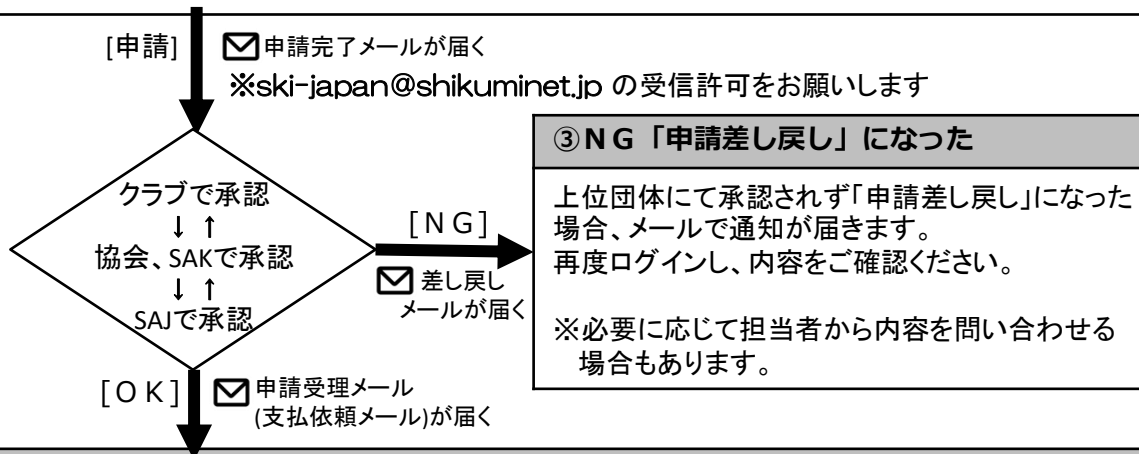 [申請]
申請完了メールが届く
※ski-japan@shikuminet.jp の受信許可をお願いします
クラブで承認
↓ ↑
協会、SAKで承認
↓ ↑
SAJで承認
[ＮＧ]
差し戻し
メールが届く
③ＮＧ「申請差し戻し」になった
上位団体にて承認されず「申請差し戻し」になった
場合、メールで通知が届きます。
再度ログインし、内容をご確認ください。
※必要に応じて担当者から内容を問い合わせる
場合もあります。
[ＯＫ]
申請受理メール
(支払依頼メール)が届く